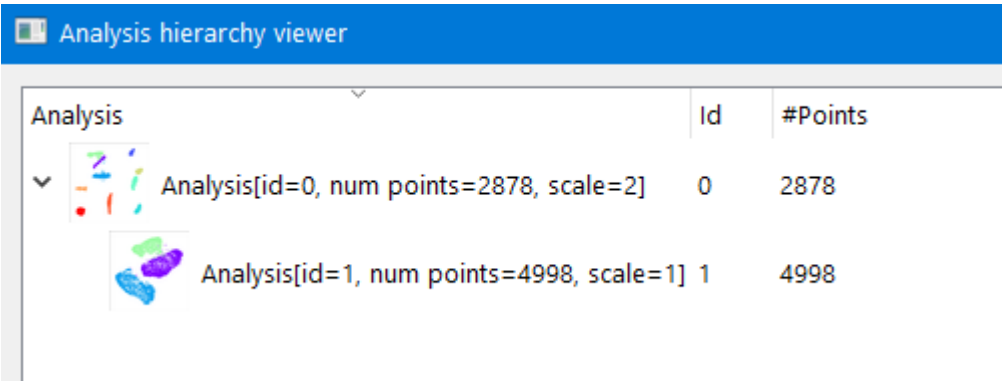 Analysis hierarchy viewer
Analysis Id #Points
Analysis[id=0, num points=2878, scale=2] 0 2878
Analysis[id=1, num points=4998, scale=1] 1 4998